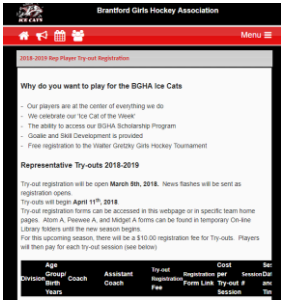 ICE CATS
Brantford Girls Hockey Association
Menu
2018-2019 Rep Player Try-out Registration
Why do you want to play for the BGHA Ice Cats
- Our players are at the center of everything we do
- We celebrate our 'Ice Cat of the Week'
- The ability to access our BGHA Scholarship Program
- Goalie and Skill Development is provided
- Free registration to the Walter Gretzky Girls Hockey Tournament
Representative Try-outs 2018-2019
Try-out registration will be open March 5th, 2018. News flashes will be sent as
registration opens.
Try-outs will begin April 11th, 2018.
Try-out registration forms can be accessed in this webpage or in specific team home
pages. Atom A, Peewee A, and Midget A forms can be found in temporary On-line
Library folders until the new season begins.
For this upcoming season, there will be a $10.00 registration fee for Try-outs. Players
will then pay for each try-out session (see below)
Division Age Group/ Birth Years Coach Assistant Coach Try-out Registration Fee Registration Form Link Cost per Try-out Session Session #